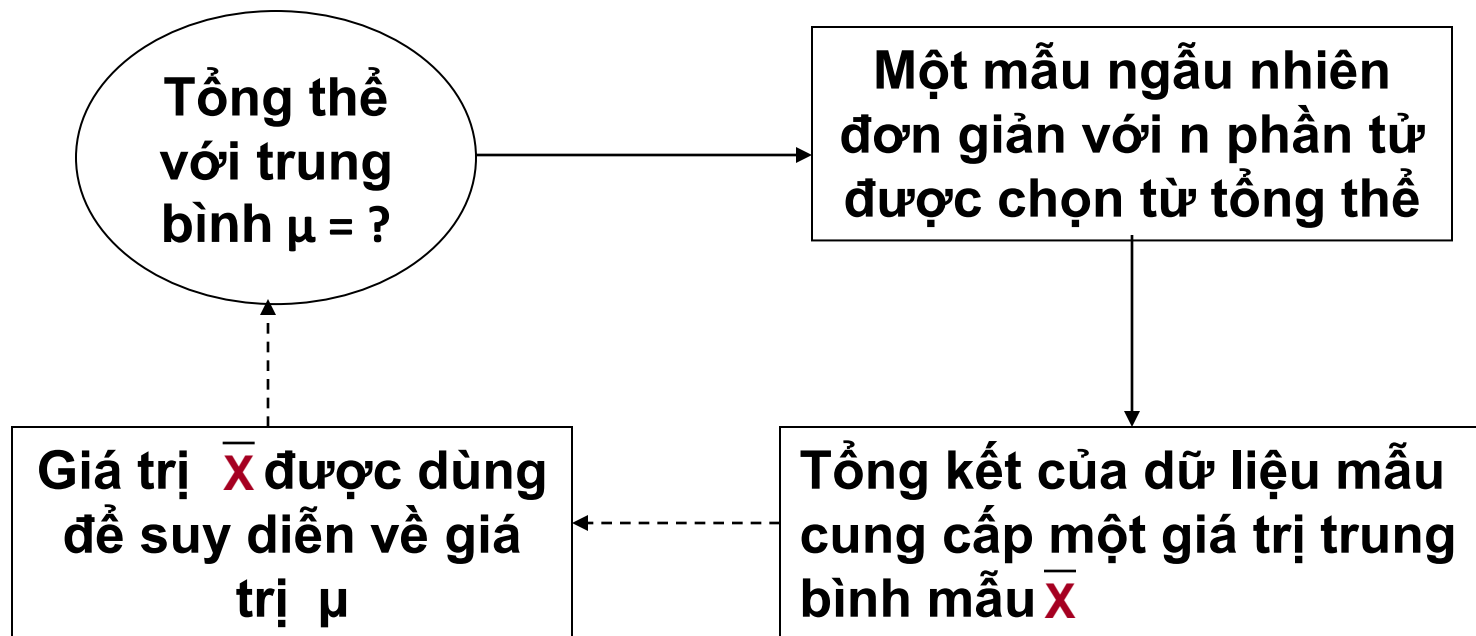 Tổng thể
với trung
bình µ = ?
Một mẫu ngẫu nhiên
đơn giản với n phần tử
được chọn từ tổng thể
Tổng kết của dữ liệu mẫu
cung cấp một giá trị trung
bình mẫu x̅
Giá trị x̅ được dùng
để suy diễn về giá
trị µ